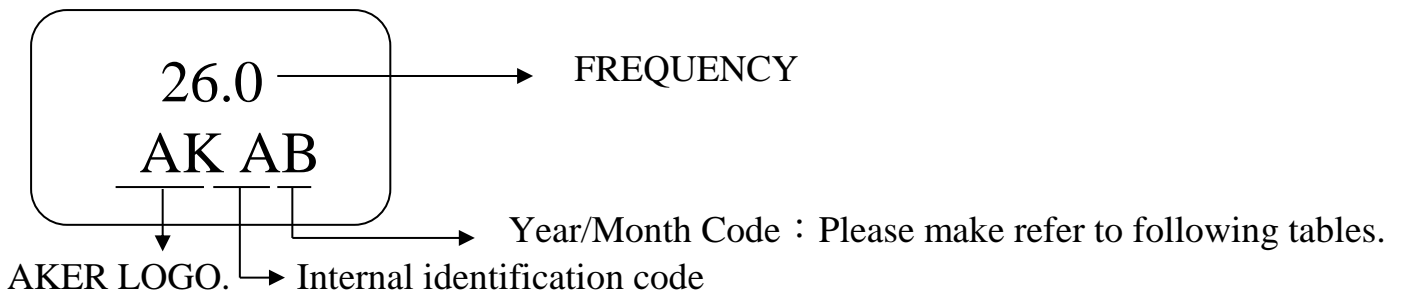 26.0 FREQUENCY
AK AB
Year/Month Code：Please make refer to following tables.
AKER LOGO. Internal identification code